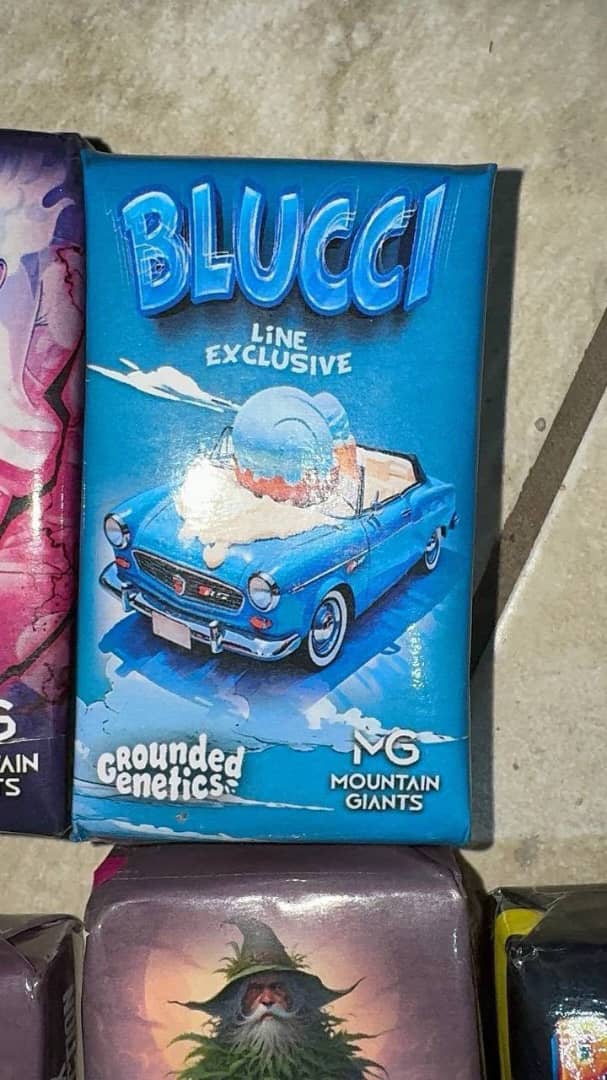 BLUCCI
LiNE
EXCLUSIVE
GROUNDED
GENETICS
MG
MOUNTAIN
GIANTS